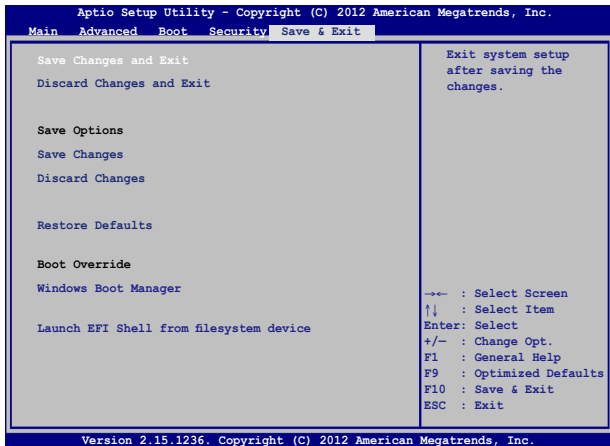 Aptio Setup Utility - Copyright (C) 2012 American Megatrends, Inc.
Main Advanced Boot Security Save & Exit
Save Changes and Exit
Discard Changes and Exit
Save Options
Save Changes
Discard Changes
Restore Defaults
Boot Override
Windows Boot Manager
Launch EFI Shell from filesystem device
Exit system setup
after saving the
changes.
→← : Select Screen
↑↓ : Select Item
Enter: Select
+/— : Change Opt.
F1 : General Help
F9 : Optimized Defaults
F10 : Save & Exit
ESC : Exit
Version 2.15.1236. Copyright (C) 2012 American Megatrends, Inc.